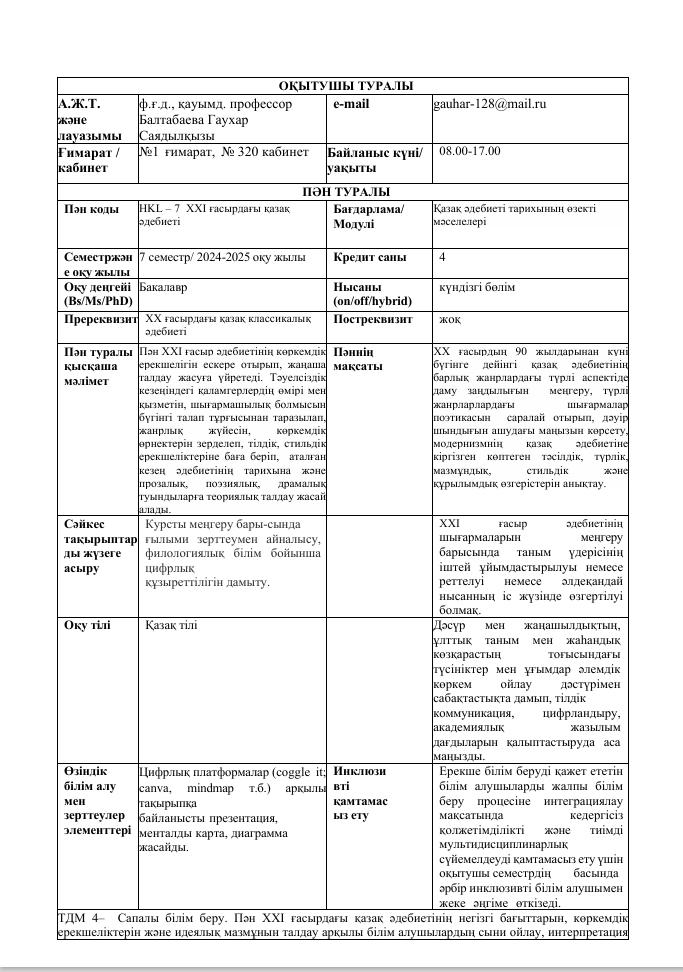 ОҚЫТУШЫ ТУРАЛЫ
А.Ж.Т.
және
лауазымы
ф.ғ.д., қауымд. профессор
Балтабаева Гаухар
Саядылқызы
e-mail
gauhar-128@mail.ru
Ғимарат /
кабинет
№1 ғимарат, № 320 кабинет
Байланыс күні/
уақыты
08.00-17.00
ПӘН ТУРАЛЫ
Пән коды
HKL – 7 XXI ғасырдағы қазақ
әдебиеті
Бағдарлама/
Модулі
Қазақ әдебиеті тарихының өзекті
мәселелері
Семестржән
е оқу жылы
7 семестр/ 2024-2025 оқу жылы
Кредит саны
4
Оқу деңгейі
(Bs/Ms/PhD)
Бакалавр
Нысаны
(on/off/hybrid)
күндізгі бөлім
Пререквизит
ХХ ғасырдағы қазақ классикалық
әдебиеті
Постреквизит
жоқ
Пән туралы
қысқаша
мәлімет
Пән XXI ғасыр әдебиетінің көркемдік
ерекшелігін ескере отырып, жаңаша
талдау жасуға үйретеді. Тәуелсіздік
кезеңіндегі қаламгерлердің өмірі мен
қызметін, шығармашылық болмысын
бүгінгі талап тұрғысынан таразылап,
жанрлық жүйесін, көркемдік
өрнектерін зерделеп, тілдік, стильдік
ерекшеліктеріне баға беріп, аталған
кезең әдебиетінің тарихына және
прозалық, поэзиялық, драмалық
туындыларға теориялық талдау жасай
алады.
Пәннің
мақсаты
ХХ ғасырдың 90 жылдарынан күні
бүгінге дейінгі қазақ әдебиетінің
барлық жанрлардағы түрлі аспектіде
даму заңдылығын меңгеру, түрлі
жанрларлардағы шығармалар
поэтикасын саралай отырып, дәуір
шындығын ашудағы маңызын көрсету,
модернизмнің қазақ әдебиетіне
кіргізген көптеген тәсілдік, түрлік,
мазмұндық, стильдік және
құрылымдық өзгерістерін анықтау.
Сәйкес
тақырыптар
ды жүзеге
асыру
Курсты меңгеру бары-сында
ғылыми зерттеумен айналысу,
филологиялық білім бойынша
цифрлық
құзыреттілігін дамыту.
XXI ғасыр әдебиетінің
шығармаларын меңгеру
барысында таным үдерісінің
іштей ұйымдастырылуы немесе
реттелуі немесе әлдеқандай
нысанның іс жүзінде өзгертілуі
болмақ.
Оқу тілі
Қазақ тілі
Дәсүр мен жаңашылдықтың,
ұлттық таным мен жаһандық
көзқарастың тоғысындағы
түсініктер мен ұғымдар әлемдік
көркем ойлау дәстүрімен
сабақтастықта дамып, тілдік
коммуникация, цифрландыру,
академиялық жазылым
дағдыларын қалыптастыруда аса
маңызды.
Өзіндік
білім алу
мен
зерттеулер
элементтері
Цифрлық платформалар (coggle it;
canva, mindmap т.б.) арқылы
тақырыпқа
байланысты презентация,
менталды карта, диаграмма
жасайды.
Инклюзи
вті
қамтамас
ыз ету
Ерекше білім беруді қажет ететін
білім алушыларды жалпы білім
беру процесіне интеграциялау
мақсатында кедергісіз
қолжетімділікті және тиімді
мультидисциплинарлық
сүйемелдеуді қамтамасыз ету үшін
оқытушы семестрдің басында
әрбір инклюзивті білім алушымен
жеке әңгіме өткізеді.
ТДМ 4– Сапалы білім беру. Пән XXI ғасырдағы қазақ әдебиетінің негізгі бағыттарын, көркемдік
ерекшеліктерін және идеялық мазмұнын талдау арқылы білім алушылардың сыни ойлау, интерпретация